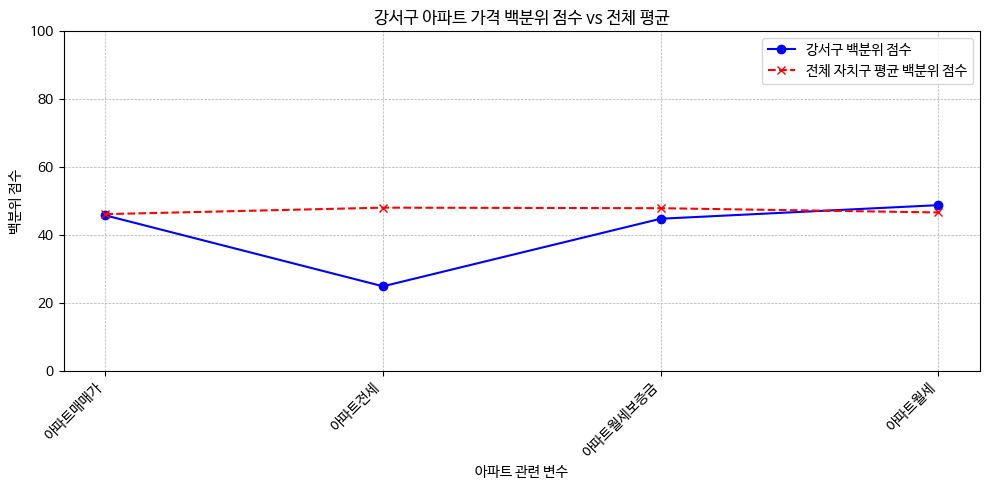 강서구 아파트 가격 백분위 점수 vs 전체 평균
강서구 백분위 점수
전체 자치구 평균 백분위 점수
백분위 점수
100
80
60
40
20
0
아파트매매가
아파트전세
아파트월세보증금
아파트월세
아파트 관련 변수